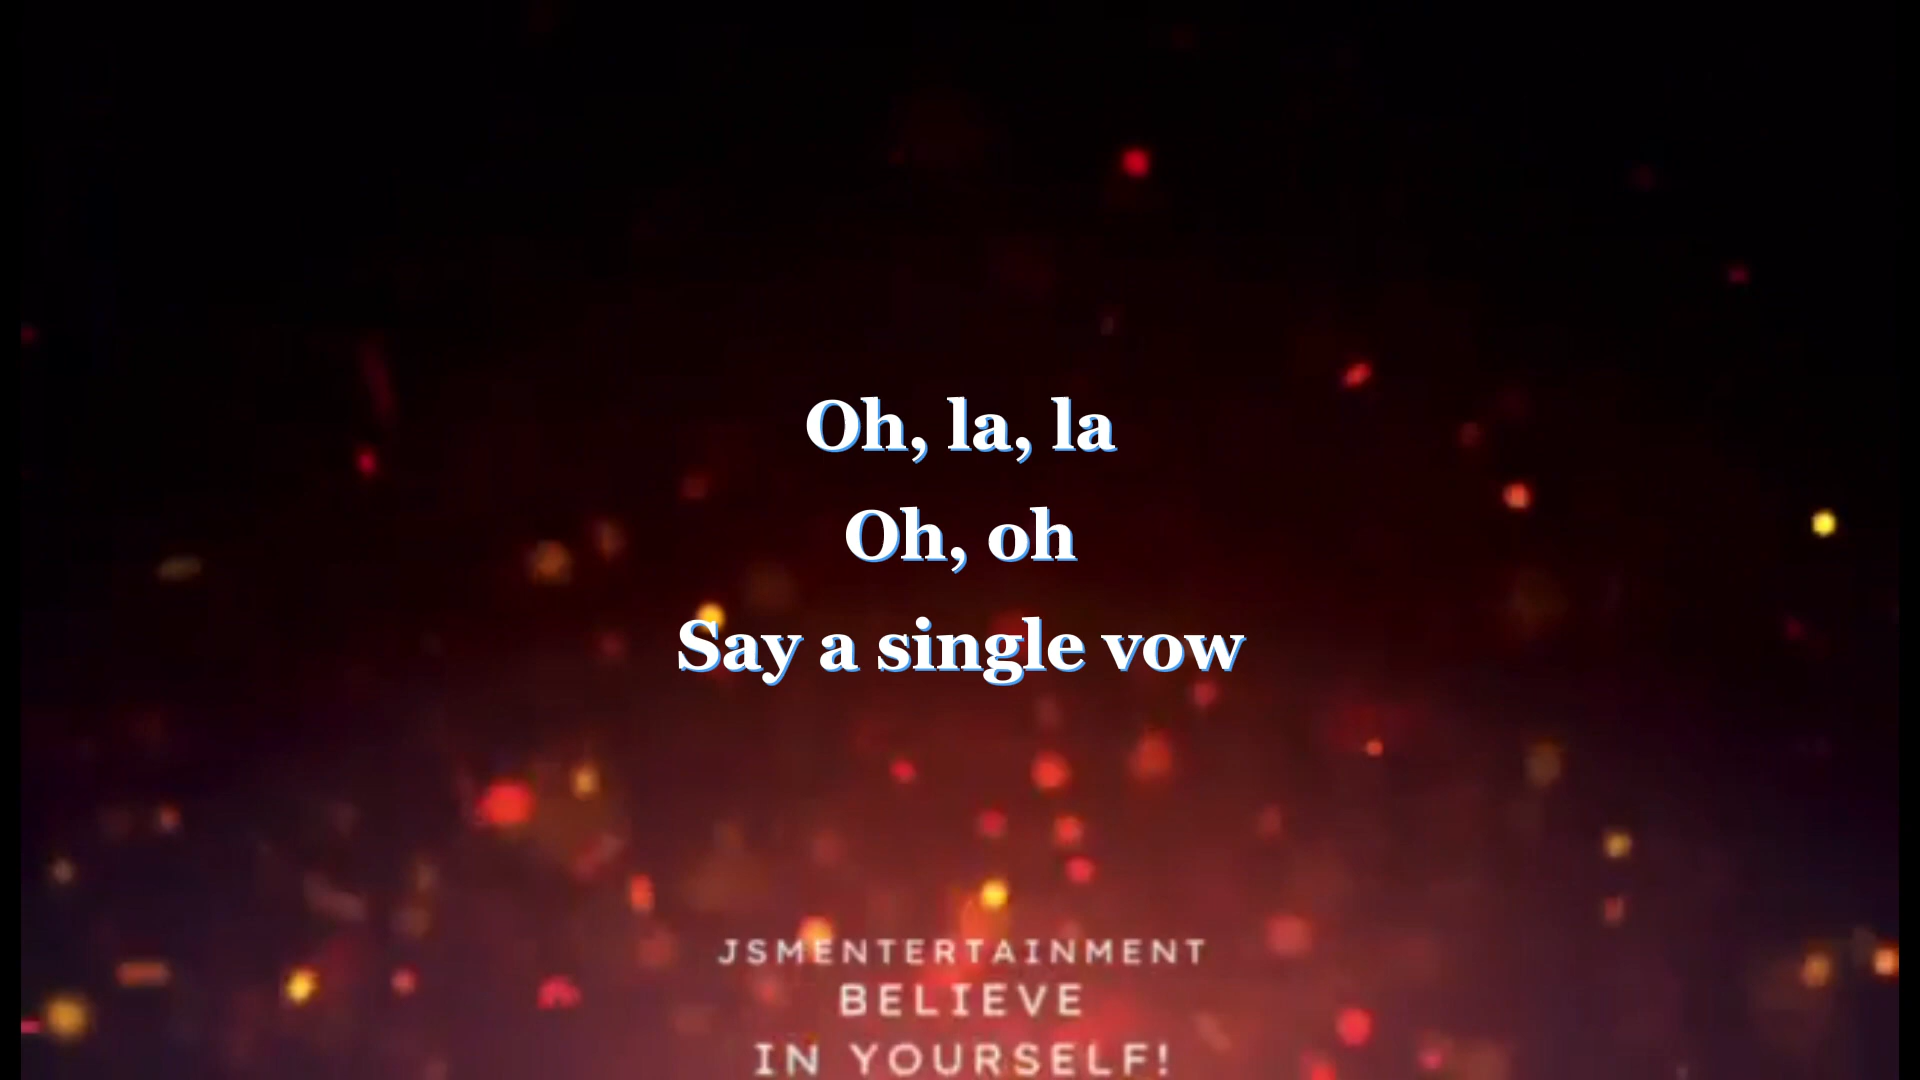 Oh, la, la
Oh, oh
Say a single vow
JSMENTERTAINMENT
BELIEVE
IN YOURSELF!